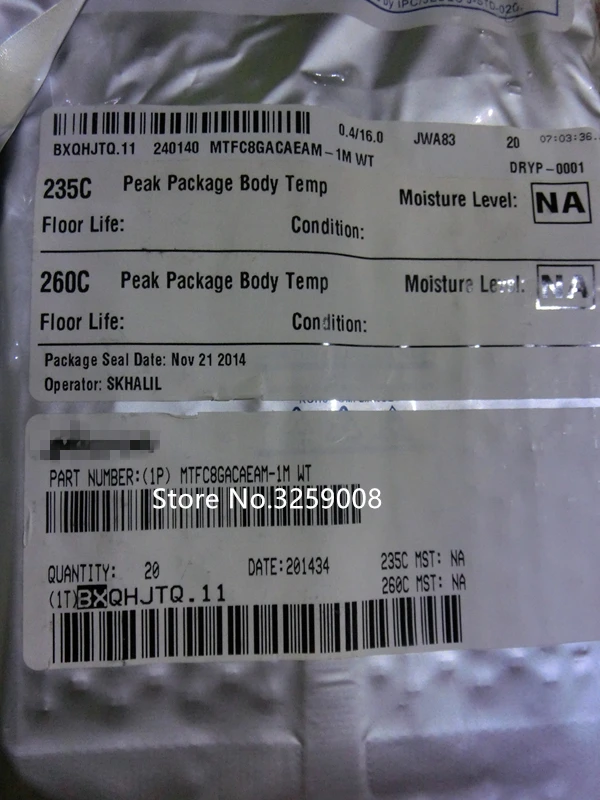 0.4/16.0 JWA83 20 07:03:36
BXQHJTQ.11 240140 MTFC8GACAEAM-1M WT
DRYP-0001
235C Peak Package Body Temp Moisture Level: NA
Floor Life: Condition:
260C Peak Package Body Temp Moisture Level: NA
Floor Life: Condition:
Package Seal Date: Nov 21 2014
Operator: SKHALIL
PART NUMBER:(1P) MTFC8GACAEAM-1M WT
Store No.3259008
QUANTITY: 20 DATE:201434 235C MST: NA
260C MST: NA
(1T)BXQHJTQ.11